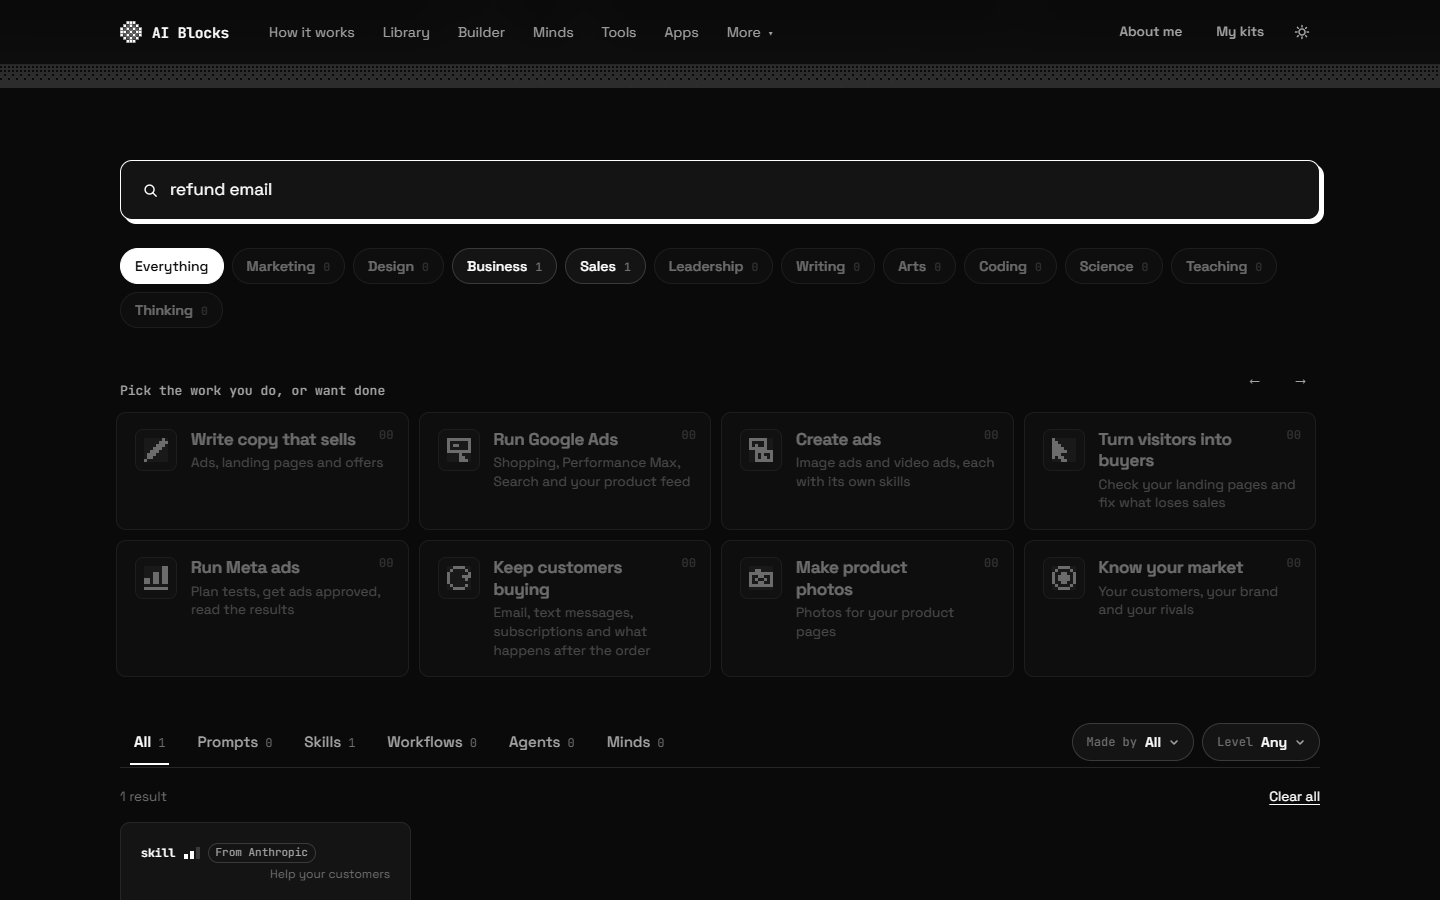 AI Blocks
How it works
Library
Builder
Minds
Tools
Apps
More
About me
My kits
refund email
Everything
Marketing 0
Design 0
Business 1
Sales 1
Leadership 0
Writing 0
Arts 0
Coding 0
Science 0
Teaching 0
Thinking 0
Pick the work you do, or want done
← →
Write copy that sells 00
Ads, landing pages and offers
Run Google Ads 00
Shopping, Performance Max,
Search and your product feed
Create ads 00
Image ads and video ads, each
with its own skills
Turn visitors into 00
buyers
Check your landing pages and
fix what loses sales
Run Meta ads 00
Plan tests, get ads approved,
read the results
Keep customers 00
buying
Email, text messages,
subscriptions and what
happens after the order
Make product 00
photos
Photos for your product
pages
Know your market 00
Your customers, your brand
and your rivals
All 1
Prompts 0
Skills 1
Workflows 0
Agents 0
Minds 0
Made by All
Level Any
1 result
Clear all
skill
From Anthropic
Help your customers